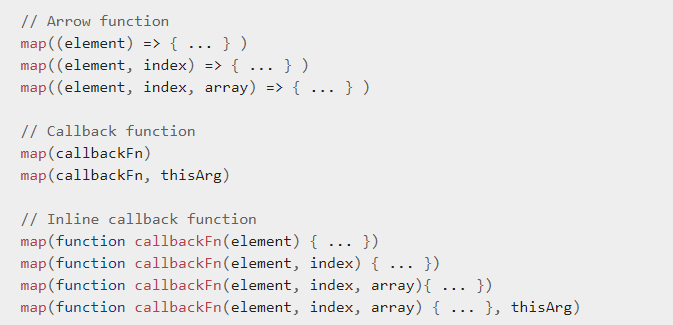 // Arrow function
map((element) => { ... } )
map((element, index) => { ... } )
map((element, index, array) => { ... } )

// Callback function
map(callbackFn)
map(callbackFn, thisArg)

// Inline callback function
map(function callbackFn(element) { ... })
map(function callbackFn(element, index) { ... })
map(function callbackFn(element, index, array){ ... })
map(function callbackFn(element, index, array) { ... }, thisArg)